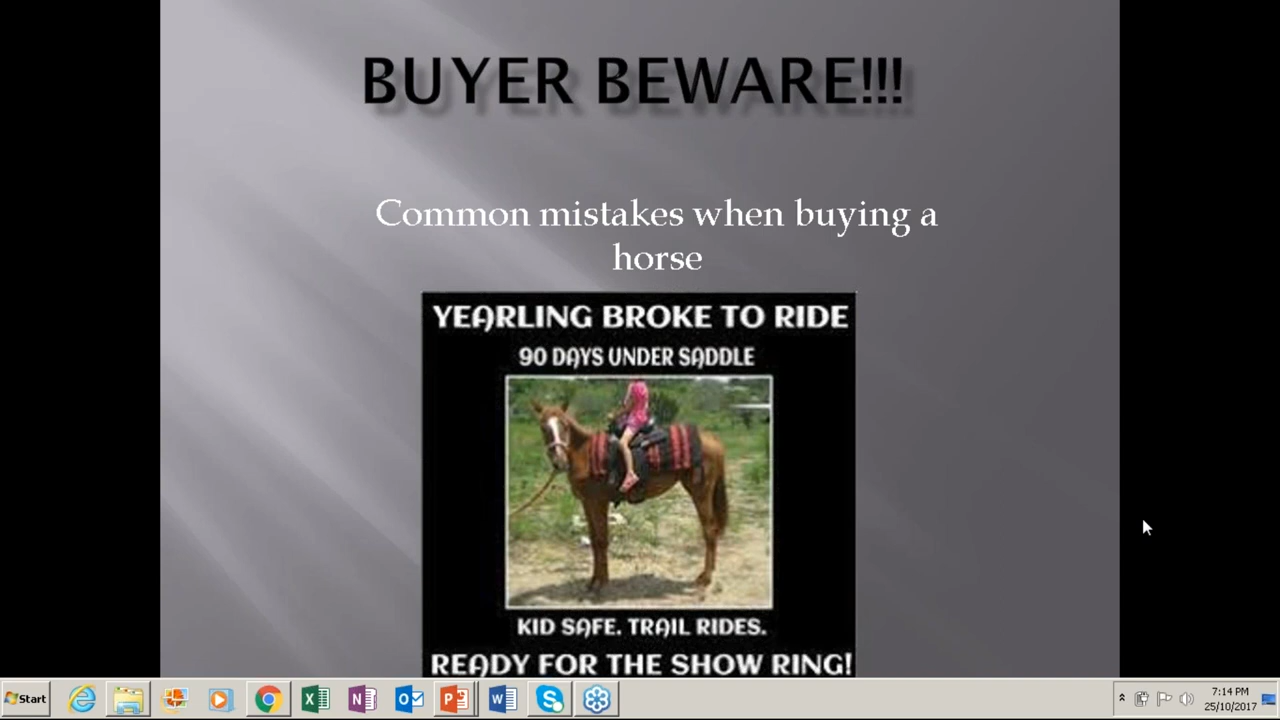 BUYER BEWARE!!!
Common mistakes when buying a
horse
YEARLING BROKE TO RIDE
90 DAYS UNDER SADDLE
KID SAFE. TRAIL RIDES.
READY FOR THE SHOW RING!
Start
7:14 PM
25/10/2017